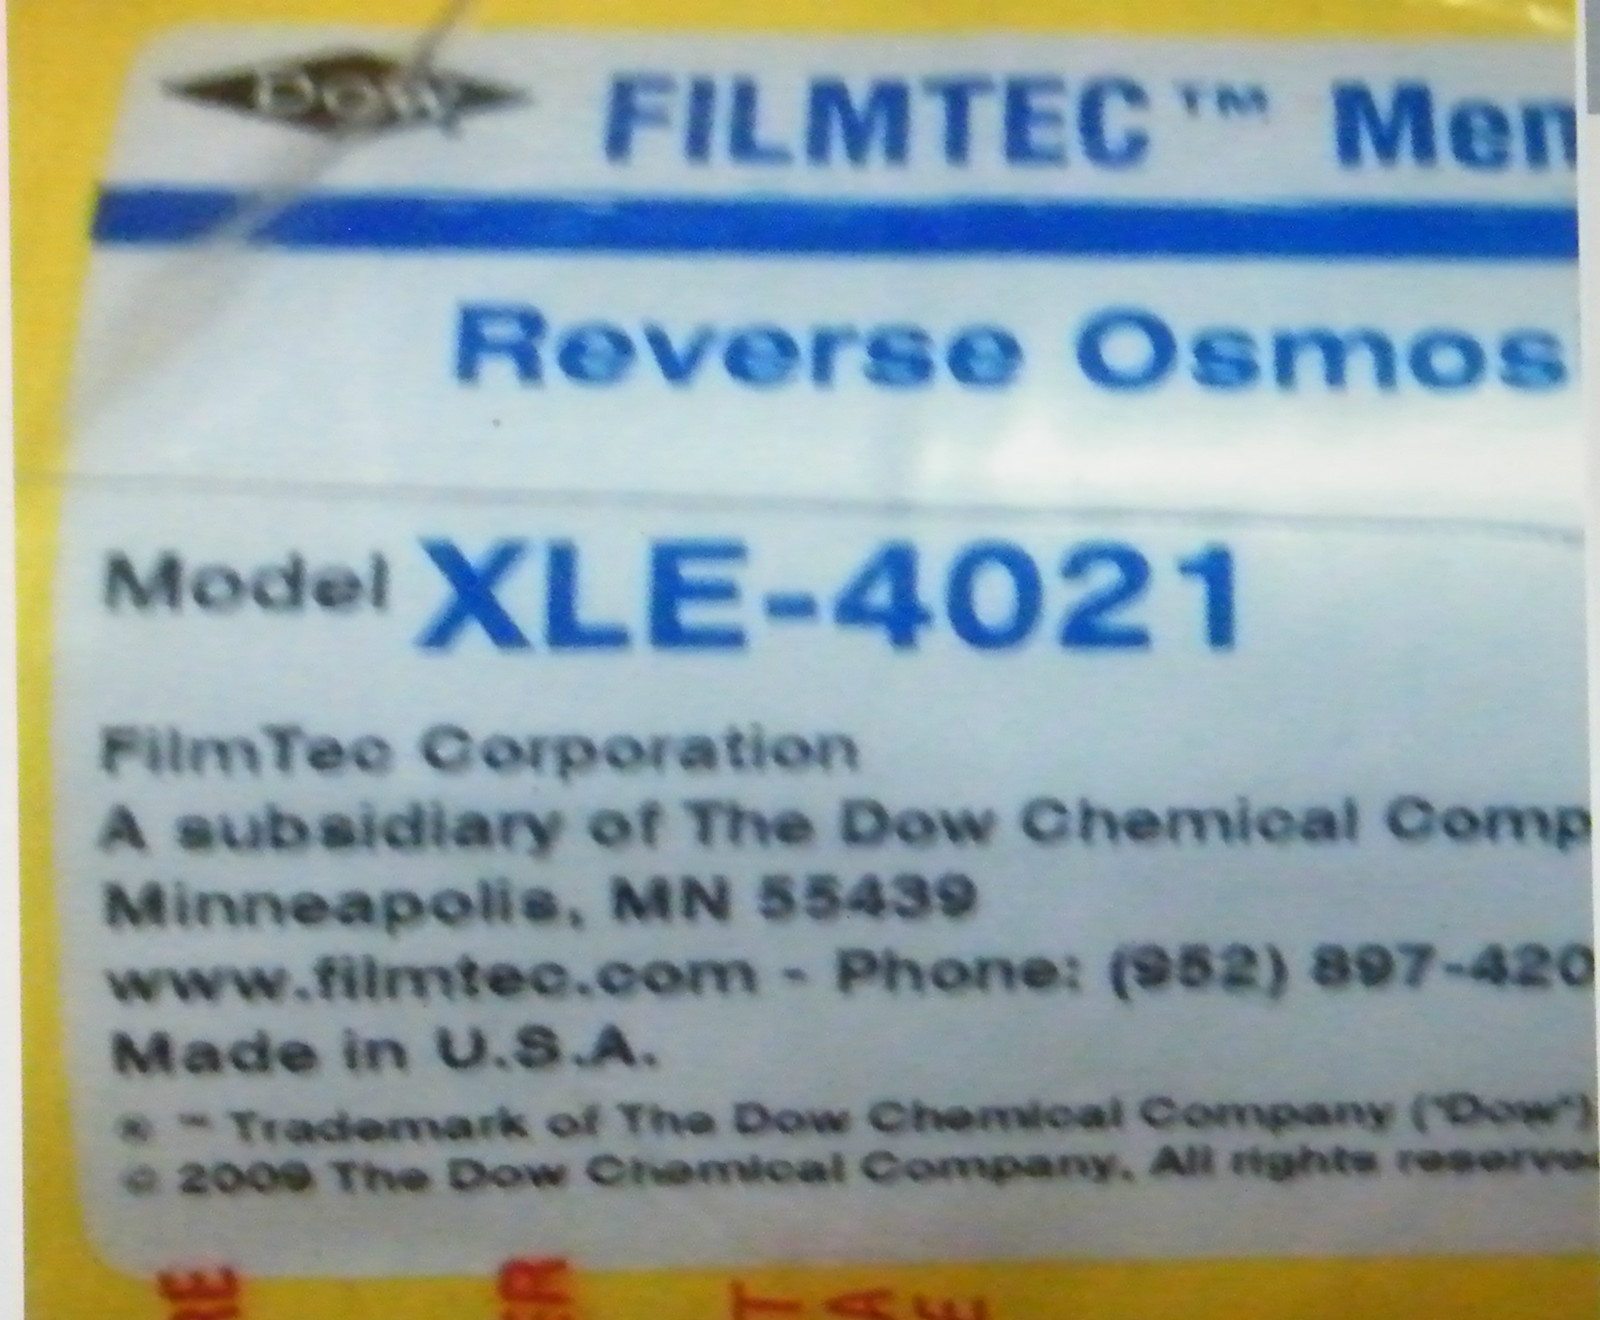 Dow FILMTEC™ Mem
Reverse Osmos
Model XLE-4021
FilmTec Corporation
A subsidiary of The Dow Chemical Comp
Minneapolis, MN 55439
www.filmtec.com - Phone: (952) 897-420
Made in U.S.A.
® ™ Trademark of The Dow Chemical Company ("Dow")
© 2009 The Dow Chemical Company. All rights reserve